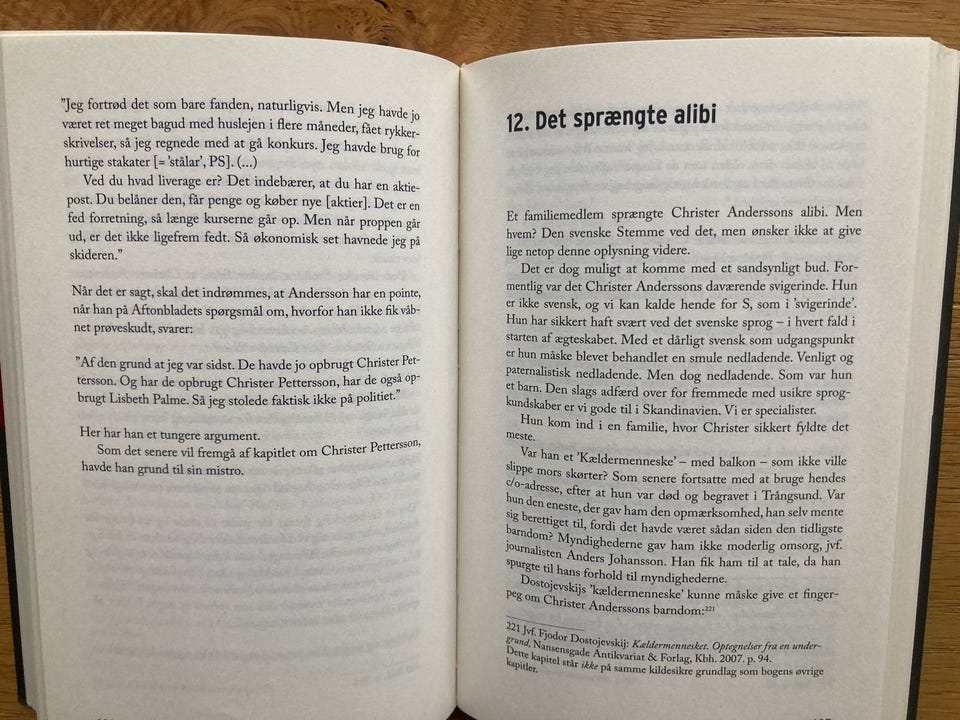 "Jeg fortrød det som bare fanden, naturligvis. Men jeg havde jo
været ret meget bagud med huslejen i flere måneder, fået rykker-
skrivelser, så jeg regnede med at gå konkurs. Jeg havde brug for
hurtige stakater [= 'stålar', PS]. (...)
Ved du hvad liverage er? Det indebærer, at du har en aktie-
post. Du belåner den, får penge og køber nye [aktier]. Det er en
fed forretning, så længe kurserne går op. Men når proppen går
ud, er det ikke ligefrem fedt. Så økonomisk set havnede jeg på
skideren."
Når det er sagt, skal det indrømmes, at Andersson har en pointe,
når han på Aftonbladets spørgsmål om, hvorfor han ikke fik våb-
net prøveskudt, svarer:
"Af den grund at jeg var sidst. De havde jo opbrugt Christer Pet-
tersson. Og har de opbrugt Christer Pettersson, har de også op-
brugt Lisbeth Palme. Så jeg stolede faktisk ikke på politiet."
Her har han et tungere argument.
Som det senere vil fremgå af kapitlet om Christer Pettersson,
havde han grund til sin mistro.
12. Det sprængte alibi
Et familiemedlem sprængte Christer Anderssons alibi. Men
hvem? Den svenske Stemme ved det, men ønsker ikke at give
lige netop denne oplysning videre.
Det er dog muligt at komme med et sandsynligt bud. For-
mentlig var det Christer Anderssons daværende svigerinde. Hun
er ikke svensk, og vi kan kalde hende for S, som i 'svigerinde'.
Hun har sikkert haft svært ved det svenske sprog – i hvert fald i
starten af ægteskabet. Med et dårligt svensk som udgangspunkt
er hun måske blevet behandlet en smule nedladende. Venligt og
paternalistisk nedladende. Men dog nedladende. Som var hun
et barn. Den slags adfærd over for fremmede med usikre sprog-
kundskaber er vi gode til i Skandinavien. Vi er specialister.
Hun kom ind i en familie, hvor Christer sikkert fyldte det
meste.
Var han et 'Kældermenneske' – med balkon – som ikke ville
slippe mors skørter? Som senere fortsatte med at bruge hendes
c/o-adresse, efter at hun var død og begravet i Trångsund. Var
hun den eneste, der gav ham den opmærksomhed, han selv mente
sig berettiget til, fordi det havde været sådan siden den tidligste
barndom? Myndighederne gav ham ikke moderlig omsorg, jvf.
journalisten Anders Johansson. Han fik ham til at tale, da han
spurgte til hans forhold til myndighederne.
Dostojevskijs 'kældermenneske' kunne måske give et finger-
peg om Christer Anderssons barndom:²²¹
221 Jvf. Fjodor Dostojevskij: Kældermennesket. Optegnelser fra en under-
grund, Nansensgade Antikvariat & Forlag, Kbh. 2007. p. 94.
Dette kapitel står ikke på samme kildesikre grundlag som bogens øvrige
kapitler.